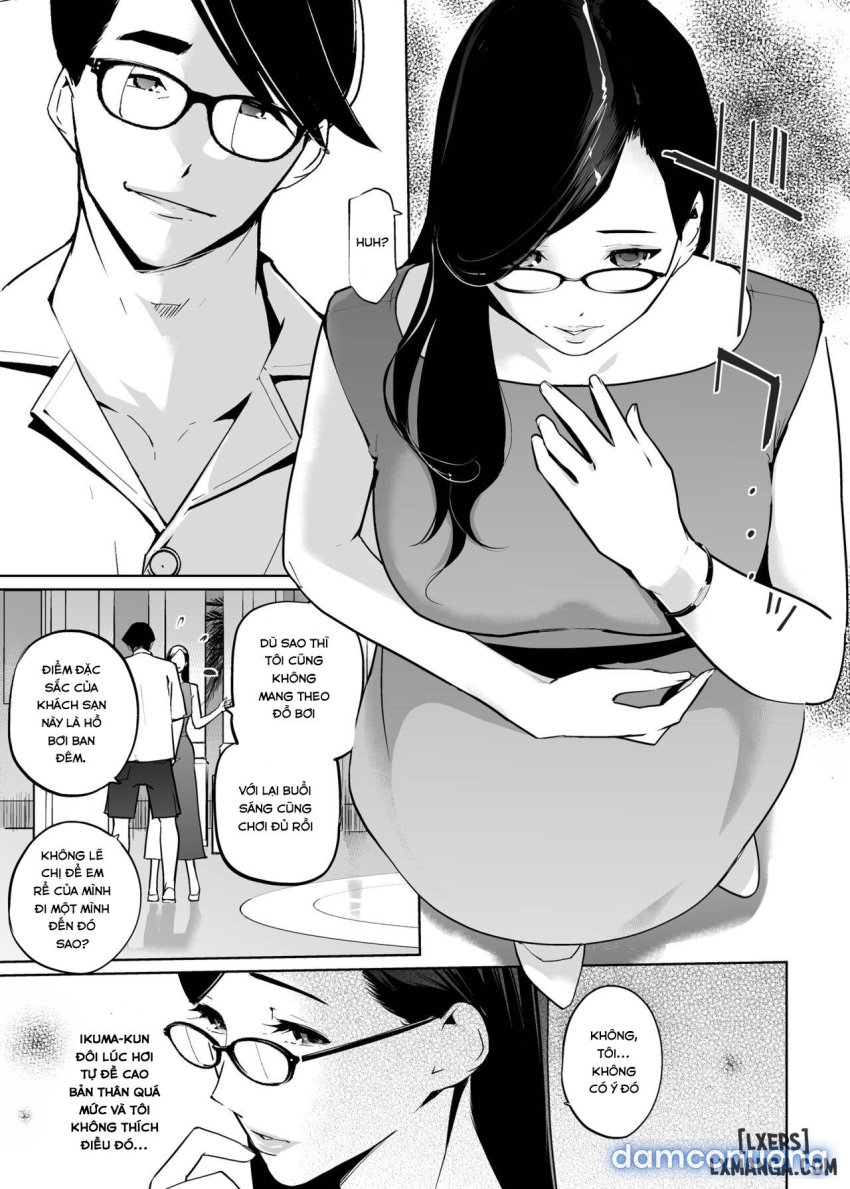 HUH?
ĐIỂM ĐẶC
SẮC CỦA
KHÁCH SẠN
NÀY LÀ HỒ
BƠI BAN
ĐÊM.
DÙ SAO THÌ
TÔI CŨNG
KHÔNG
MANG THEO
ĐỒ BƠI
VỚI LẠI BUỔI
SÁNG CŨNG
CHƠI ĐỦ RỒI
KHÔNG LẼ
CHỊ ĐỂ EM
RỂ CỦA MÌNH
ĐI MỘT MÌNH
ĐẾN ĐÓ
SAO?
KHÔNG,
TÔI...
KHÔNG
CÓ Ý ĐÓ
IKUMA-KUN
ĐÔI LÚC HƠI
TỰ ĐỀ CAO
BẢN THÂN QUÁ
MỨC VÀ TÔI
KHÔNG THÍCH
ĐIỀU ĐÓ...
[LXERS]
damconuong
LXMANGA.COM